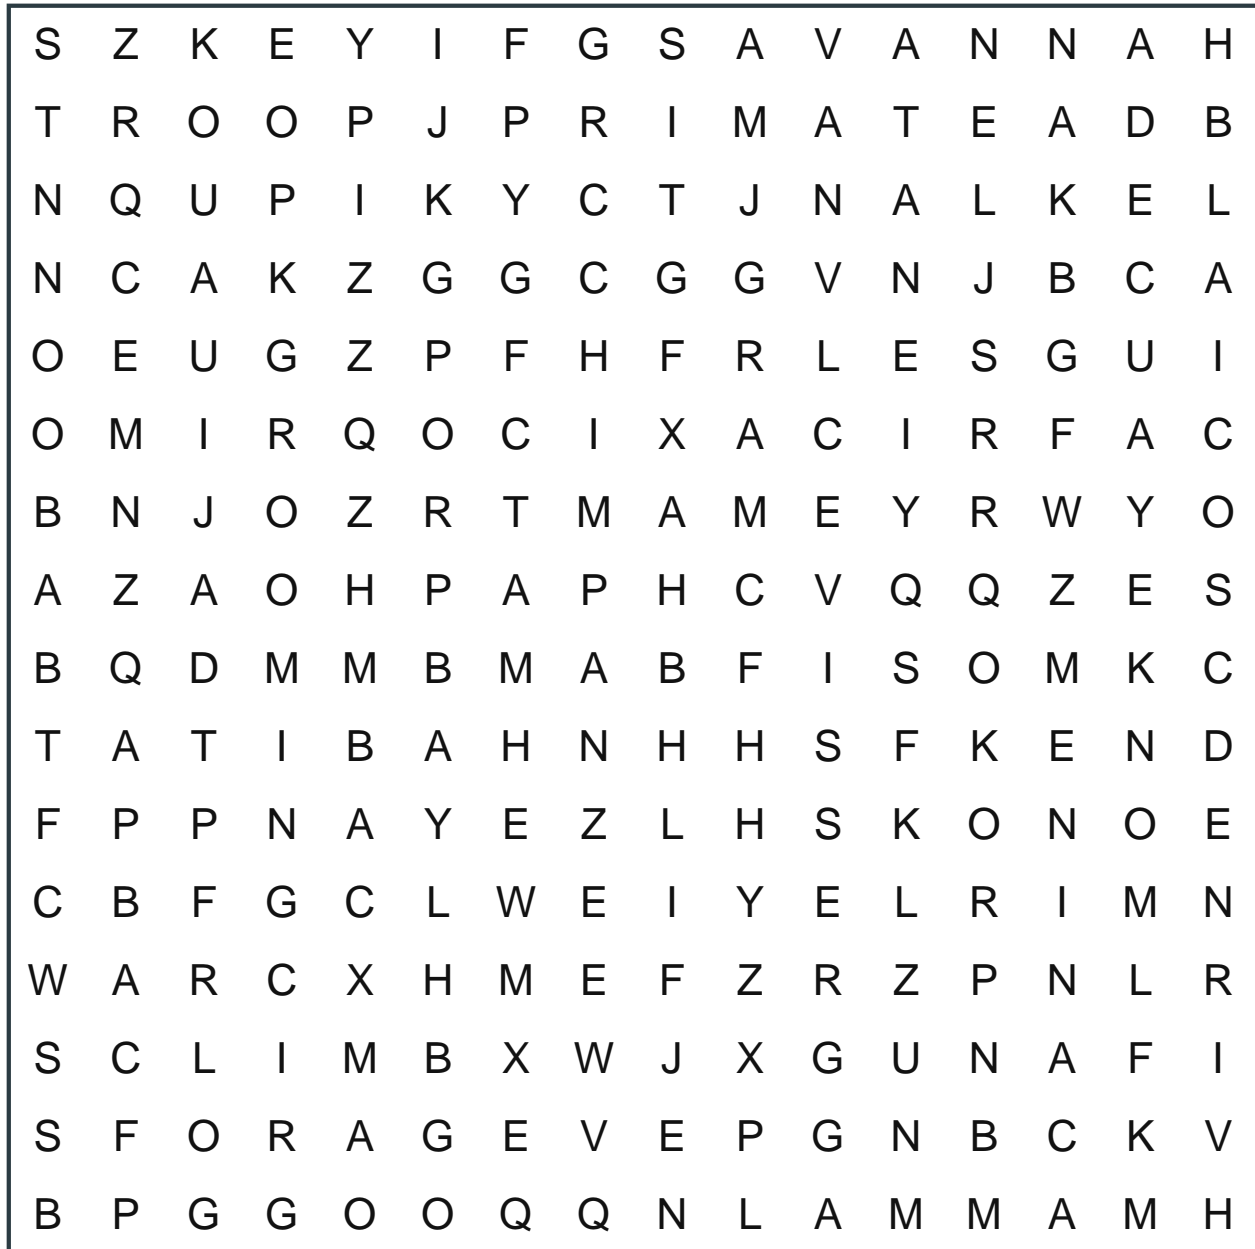 S Z K E Y I F G S A V A N N A H
T R O O P J P R I M A T E A D B
N Q U P I K Y C T J N A L K E L
N C A K Z G G C G G V N J B C A
O E U G Z P F H F R L E S G U I
O M I R Q O C I X A C I R F A C
B N J O Z R T M A M E Y R W Y O
A Z A O H P A P H C V Q Q Z E S
B Q D M M B M A B F I S O M K C
T A T I B A H N H H S F K E N D
F P P N A Y E Z L H S K O N O E
C B F G C L W E I Y E L R I M N
W A R C X H M E F Z R Z P N L R
S C L I M B X W J X G U N A F I
S F O R A G E V E P G N B C K V
B P G G O O Q Q N L A M M A M H